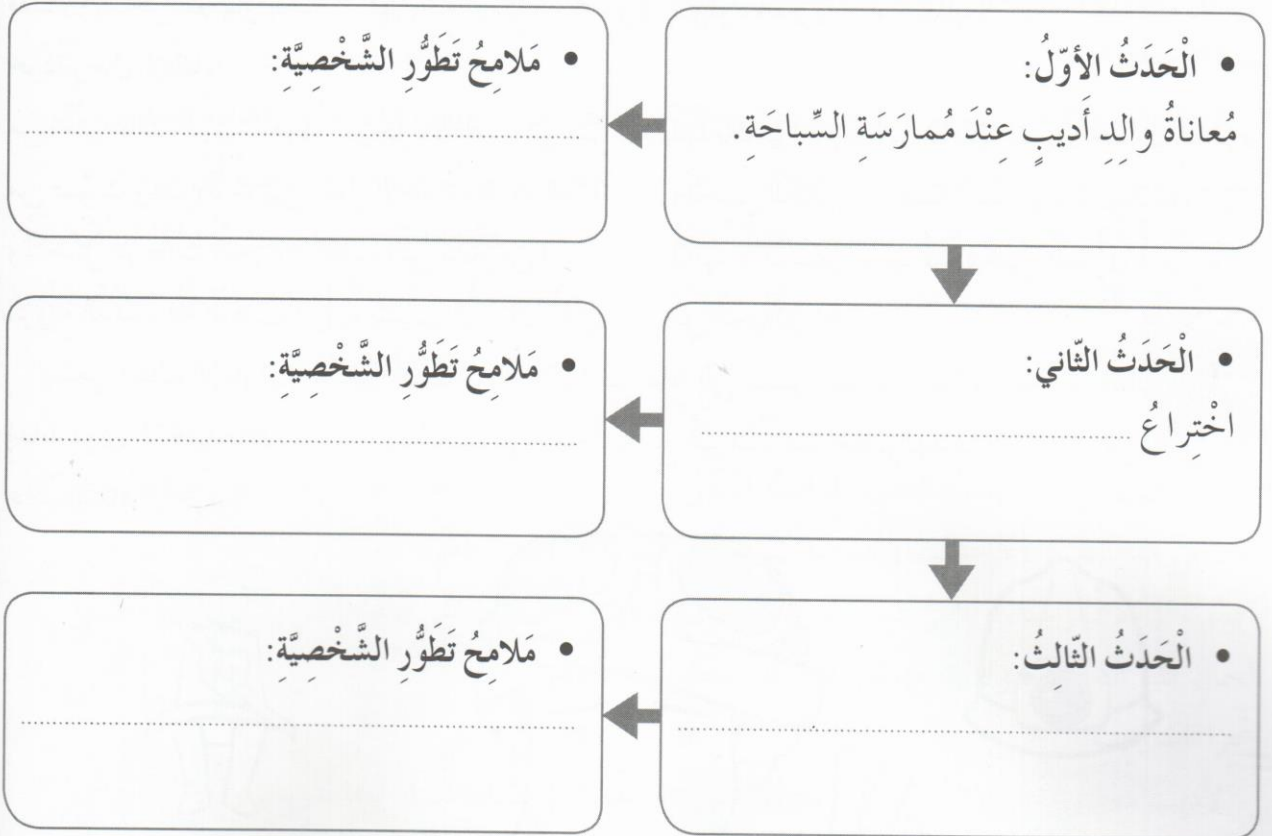 • الْحَدَثُ الأوّلُ:
مُعاناةُ والِدِ أَديبٍ عِنْدَ مُمارَسَةِ السِّباحَةِ.
• مَلامِحُ تَطَوُّرِ الشَّخْصِيَّةِ:
• الْحَدَثُ الثّاني:
اخْتِراعُ
• مَلامِحُ تَطَوُّرِ الشَّخْصِيَّةِ:
• الْحَدَثُ الثّالِثُ:
• مَلامِحُ تَطَوُّرِ الشَّخْصِيَّةِ: